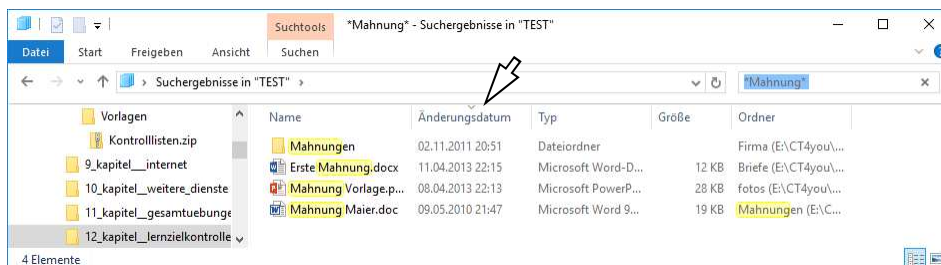 Suchtools *Mahnung* - Suchergebnisse in "TEST"
Datei Start Freigeben Ansicht Suchen
Suchergebnisse in "TEST" *Mahnung*
Vorlagen
Kontrolllisten.zip
9_kapitel__internet
10_kapitel__weitere_dienste
11_kapitel__gesamtuebunge
12_kapitel__lernzielkontrolle
Name Änderungsdatum Typ Größe Ordner
Mahnungen 02.11.2011 20:51 Dateiordner Firma (E:\CT4you\...
Erste Mahnung.docx 11.04.2013 22:15 Microsoft Word-D... 12 KB Briefe (E:\CT4you\...
Mahnung Vorlage.p... 08.04.2013 22:13 Microsoft PowerP... 28 KB fotos (E:\CT4you\...
Mahnung Maier.doc 09.05.2010 21:47 Microsoft Word 9... 19 KB Mahnungen (E:\C...
4 Elemente